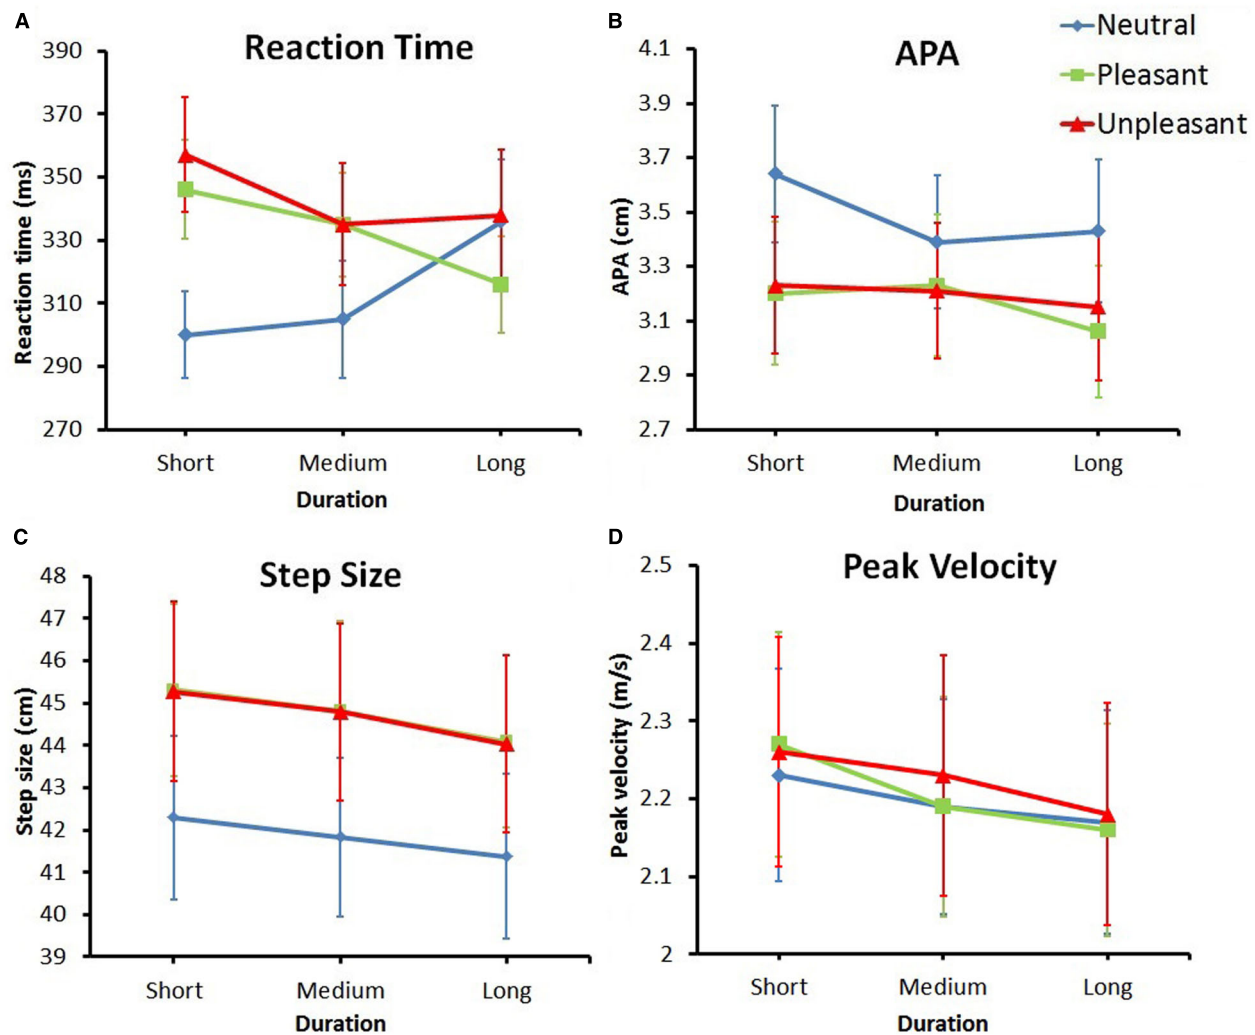 A
Reaction Time
Reaction time (ms)
390
370
350
330
310
290
270
Short
Medium
Long
Duration
B
APA
Neutral
Pleasant
Unpleasant
APA (cm)
4.1
3.9
3.7
3.5
3.3
3.1
2.9
2.7
Short
Medium
Long
Duration
C
Step Size
Step size (cm)
48
47
46
45
44
43
42
41
40
39
Short
Medium
Long
Duration
D
Peak Velocity
Peak velocity (m/s)
2.5
2.4
2.3
2.2
2.1
2
Short
Medium
Long
Duration